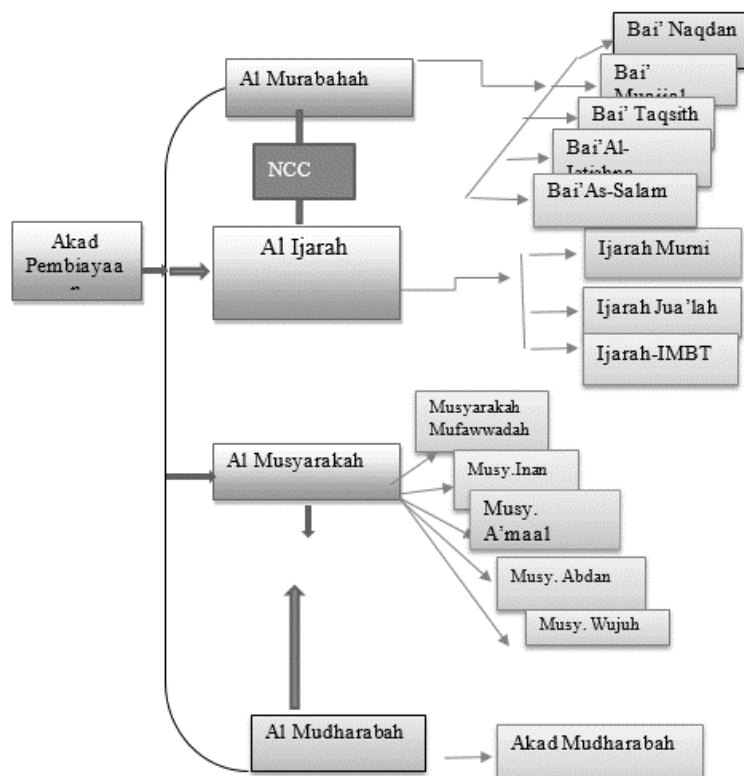 Bai’ Naqdan
Al Murabahah
Bai’
Bai’ Taqsith
NCC
Bai’Al-
Bai’As-Salam
Akad
Al Ijarah
Ijarah Murni
Ijarah Jua’lah
Ijarah-IMBT
Musyarakah
Mufawwadah
Al Musyarakah
Musy.Inan
Musy.
A’maal
Musy. Abdan
Musy. Wujuh
Al Mudharabah
Akad Mudharabah